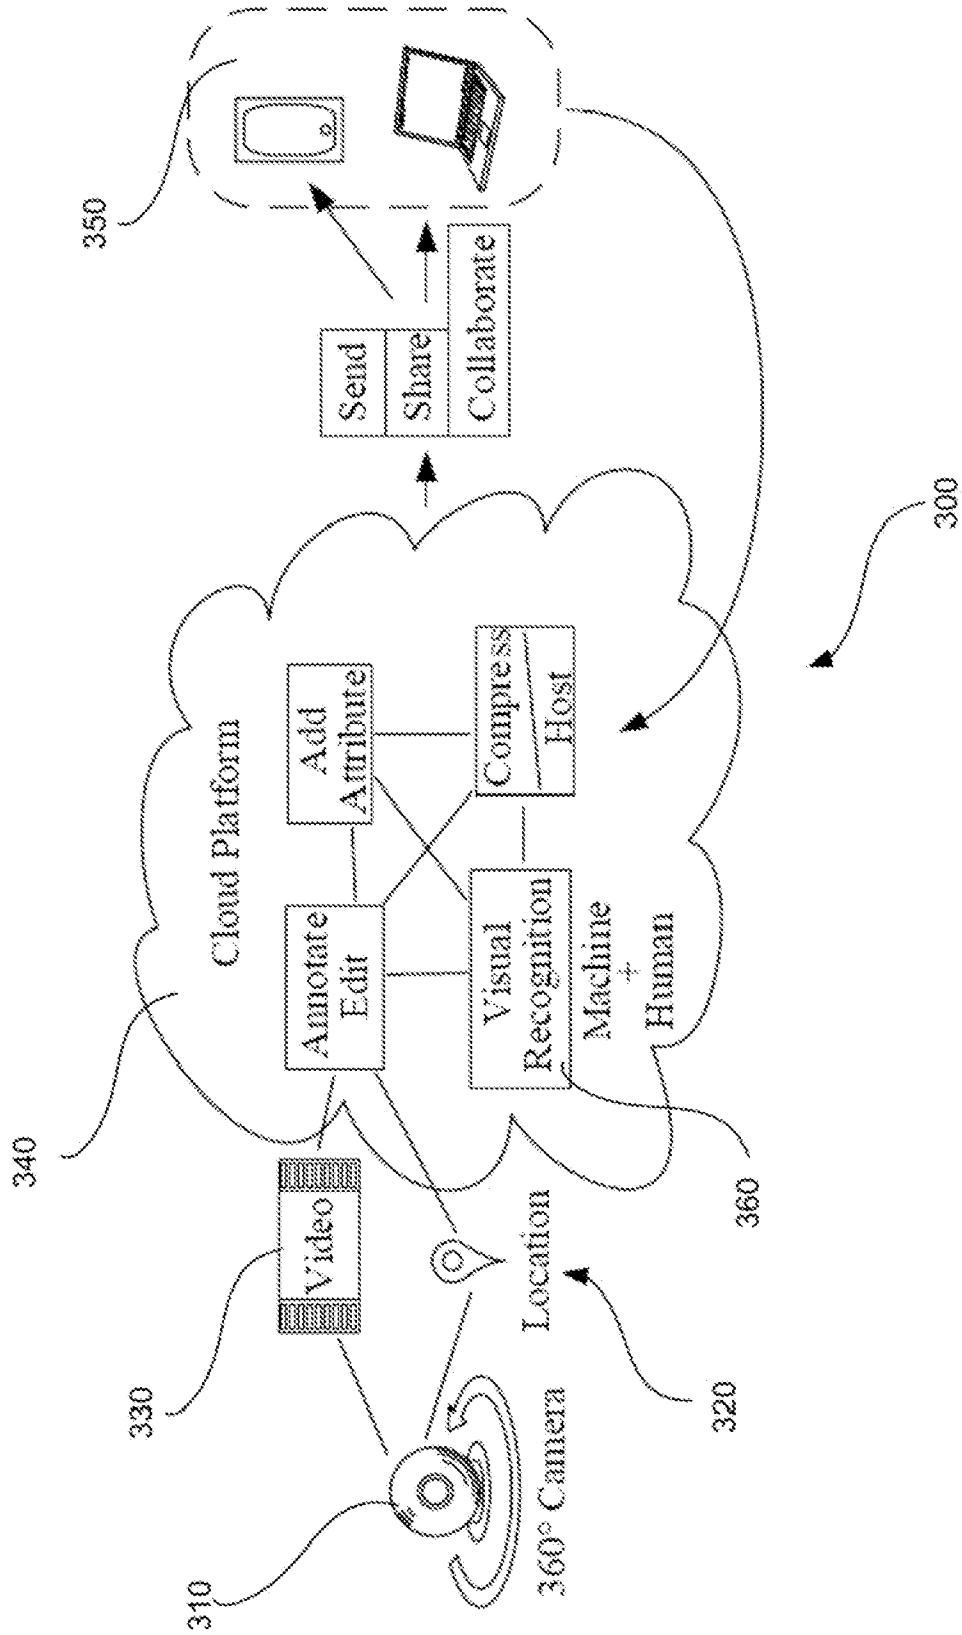 310
360° Camera
330
Video
320
Location
340
Cloud Platform
Annotate
Edit
Add
Attribute
Visual
Recognition
Machine
+
Human
360
Compress
Host
Send
Share
Collaborate
350
300